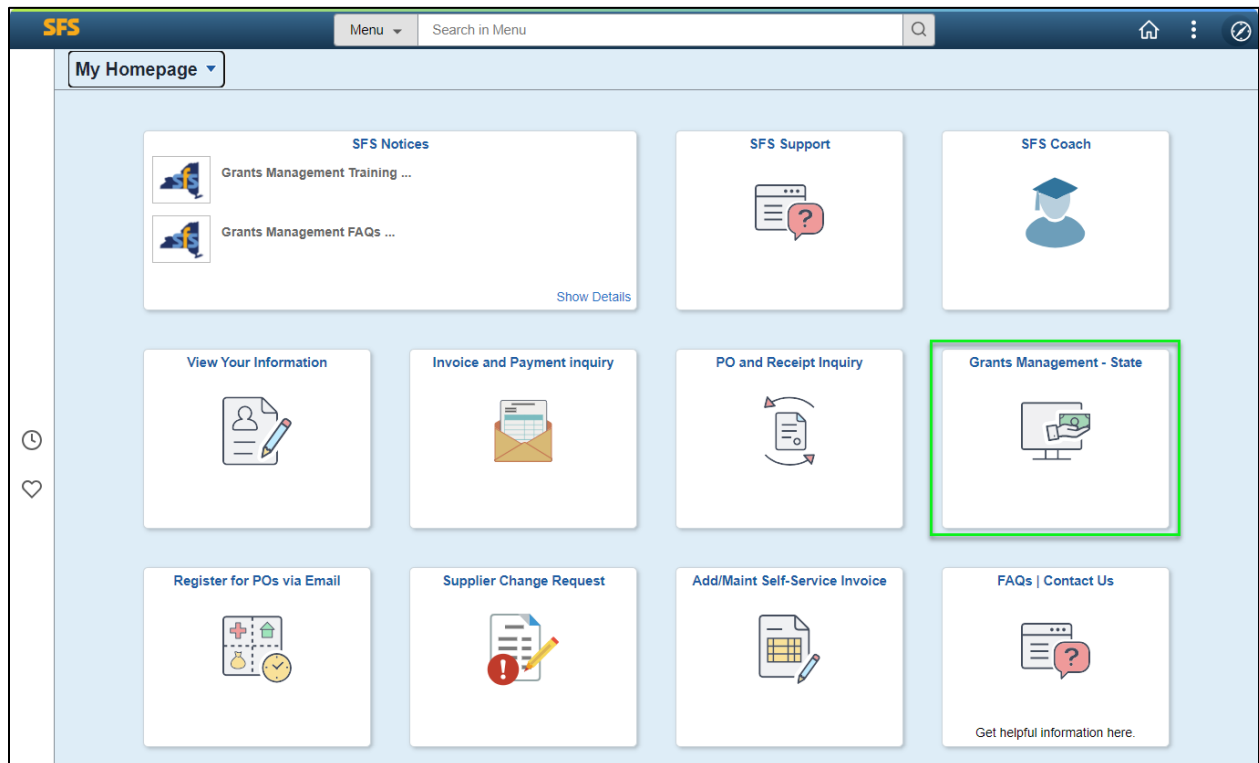 SFS
Menu
Search in Menu
My Homepage
SFS Notices
Grants Management Training ...
Grants Management FAQs ...
Show Details
SFS Support
?
SFS Coach
View Your Information
Invoice and Payment inquiry
PO and Receipt Inquiry
Grants Management - State
Register for POs via Email
Supplier Change Request
!
Add/Maint Self-Service Invoice
FAQs | Contact Us
?
Get helpful information here.
sfs
sfs